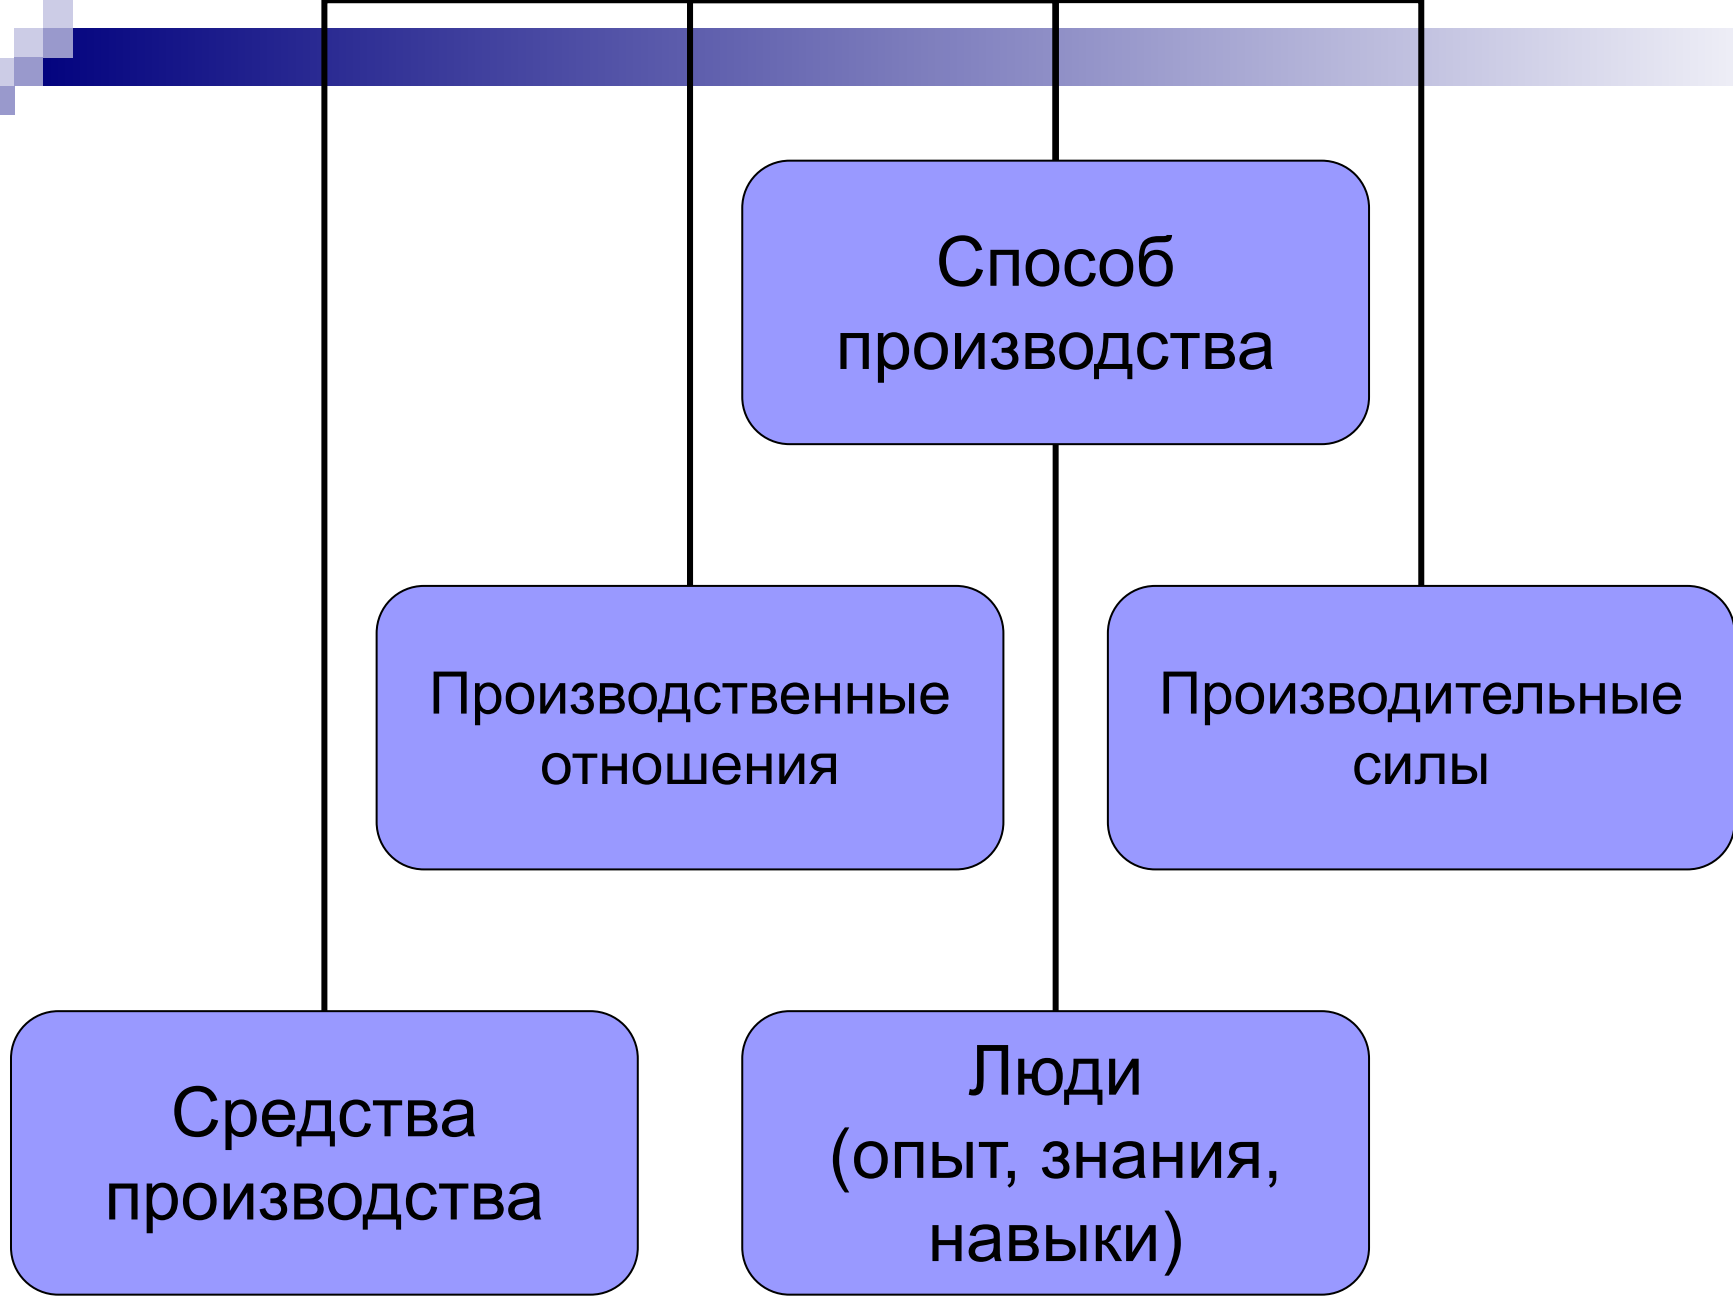 Способ
производства
Производственные
отношения
Производительные
силы
Средства
производства
Люди
(опыт, знания,
навыки)